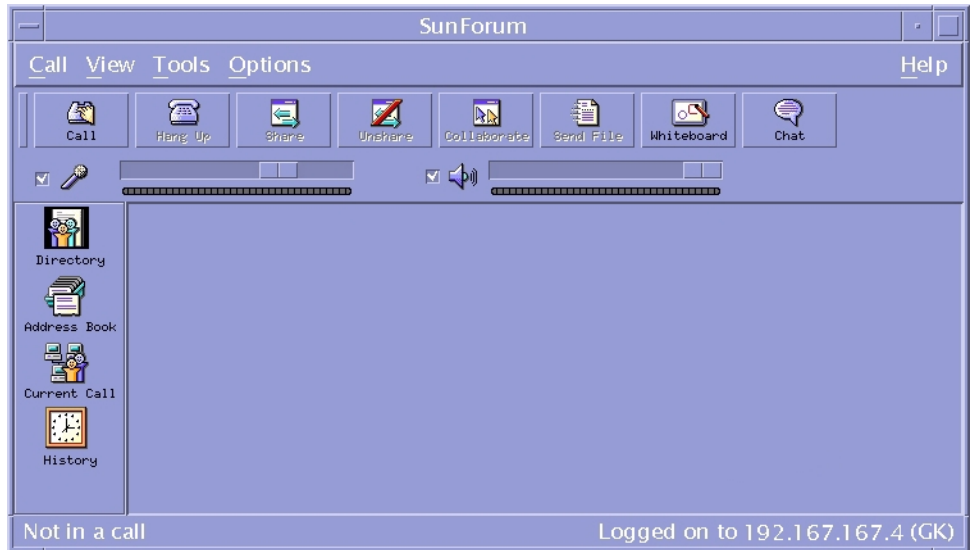 SunForum
Call View Tools Options Help
Call Hang Up Share Unshare Collaborate Send File Whiteboard Chat
Directory
Address Book
Current Call
History
Not in a call Logged on to 192.167.167.4 (GK)